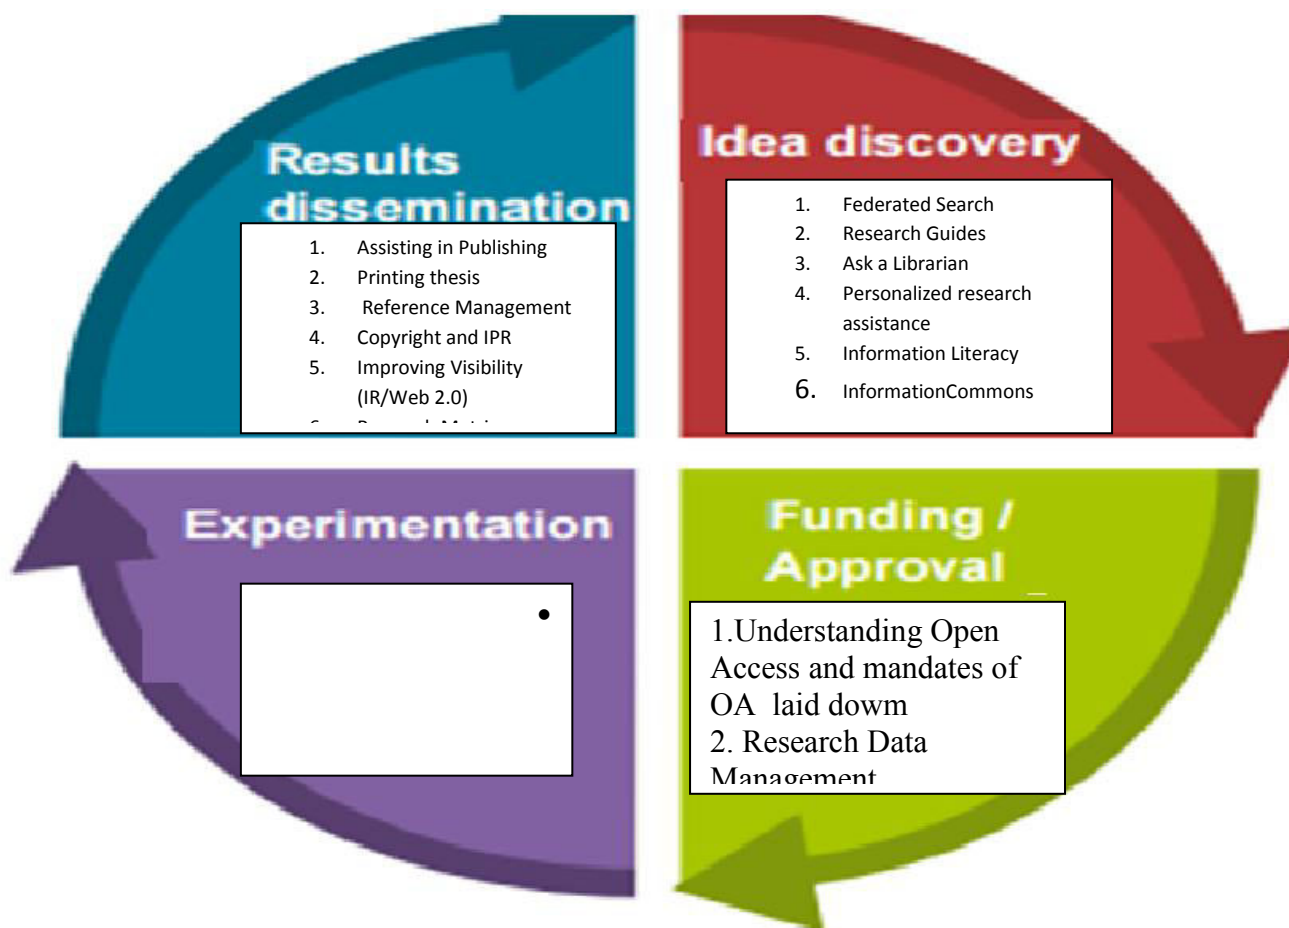 Results
dissemination
1. Assisting in Publishing
2. Printing thesis
3. Reference Management
4. Copyright and IPR
5. Improving Visibility
(IR/Web 2.0)
Idea discovery
1. Federated Search
2. Research Guides
3. Ask a Librarian
4. Personalized research
assistance
5. Information Literacy
6. InformationCommons
Experimentation
•
Funding /
Approval
1.Understanding Open
Access and mandates of
OA laid dowm
2. Research Data
Management